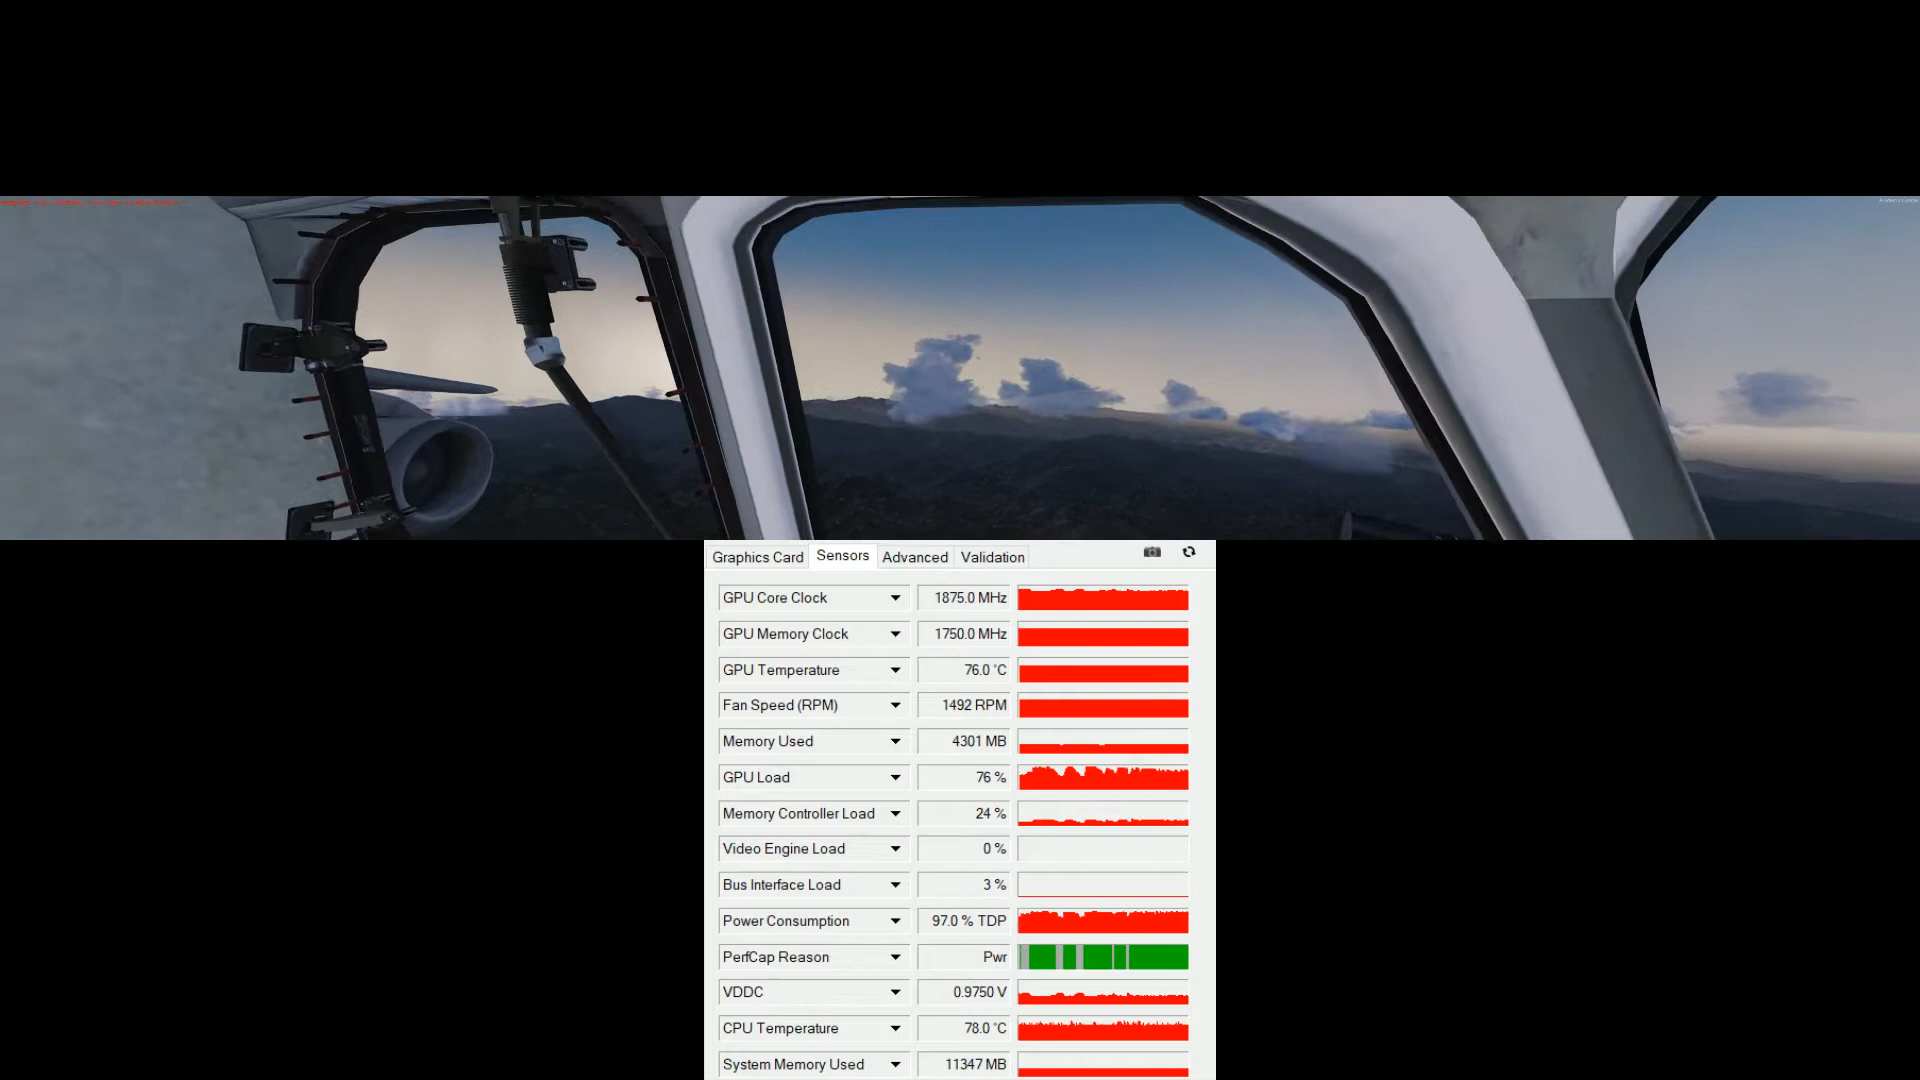 Academic License
Graphics Card Sensors Advanced Validation
GPU Core Clock 1875.0 MHz
GPU Memory Clock 1750.0 MHz
GPU Temperature 76.0 °C
Fan Speed (RPM) 1492 RPM
Memory Used 4301 MB
GPU Load 76 %
Memory Controller Load 24 %
Video Engine Load 0 %
Bus Interface Load 3 %
Power Consumption 97.0 % TDP
PerfCap Reason Pwr
VDDC 0.9750 V
CPU Temperature 78.0 °C
System Memory Used 11347 MB